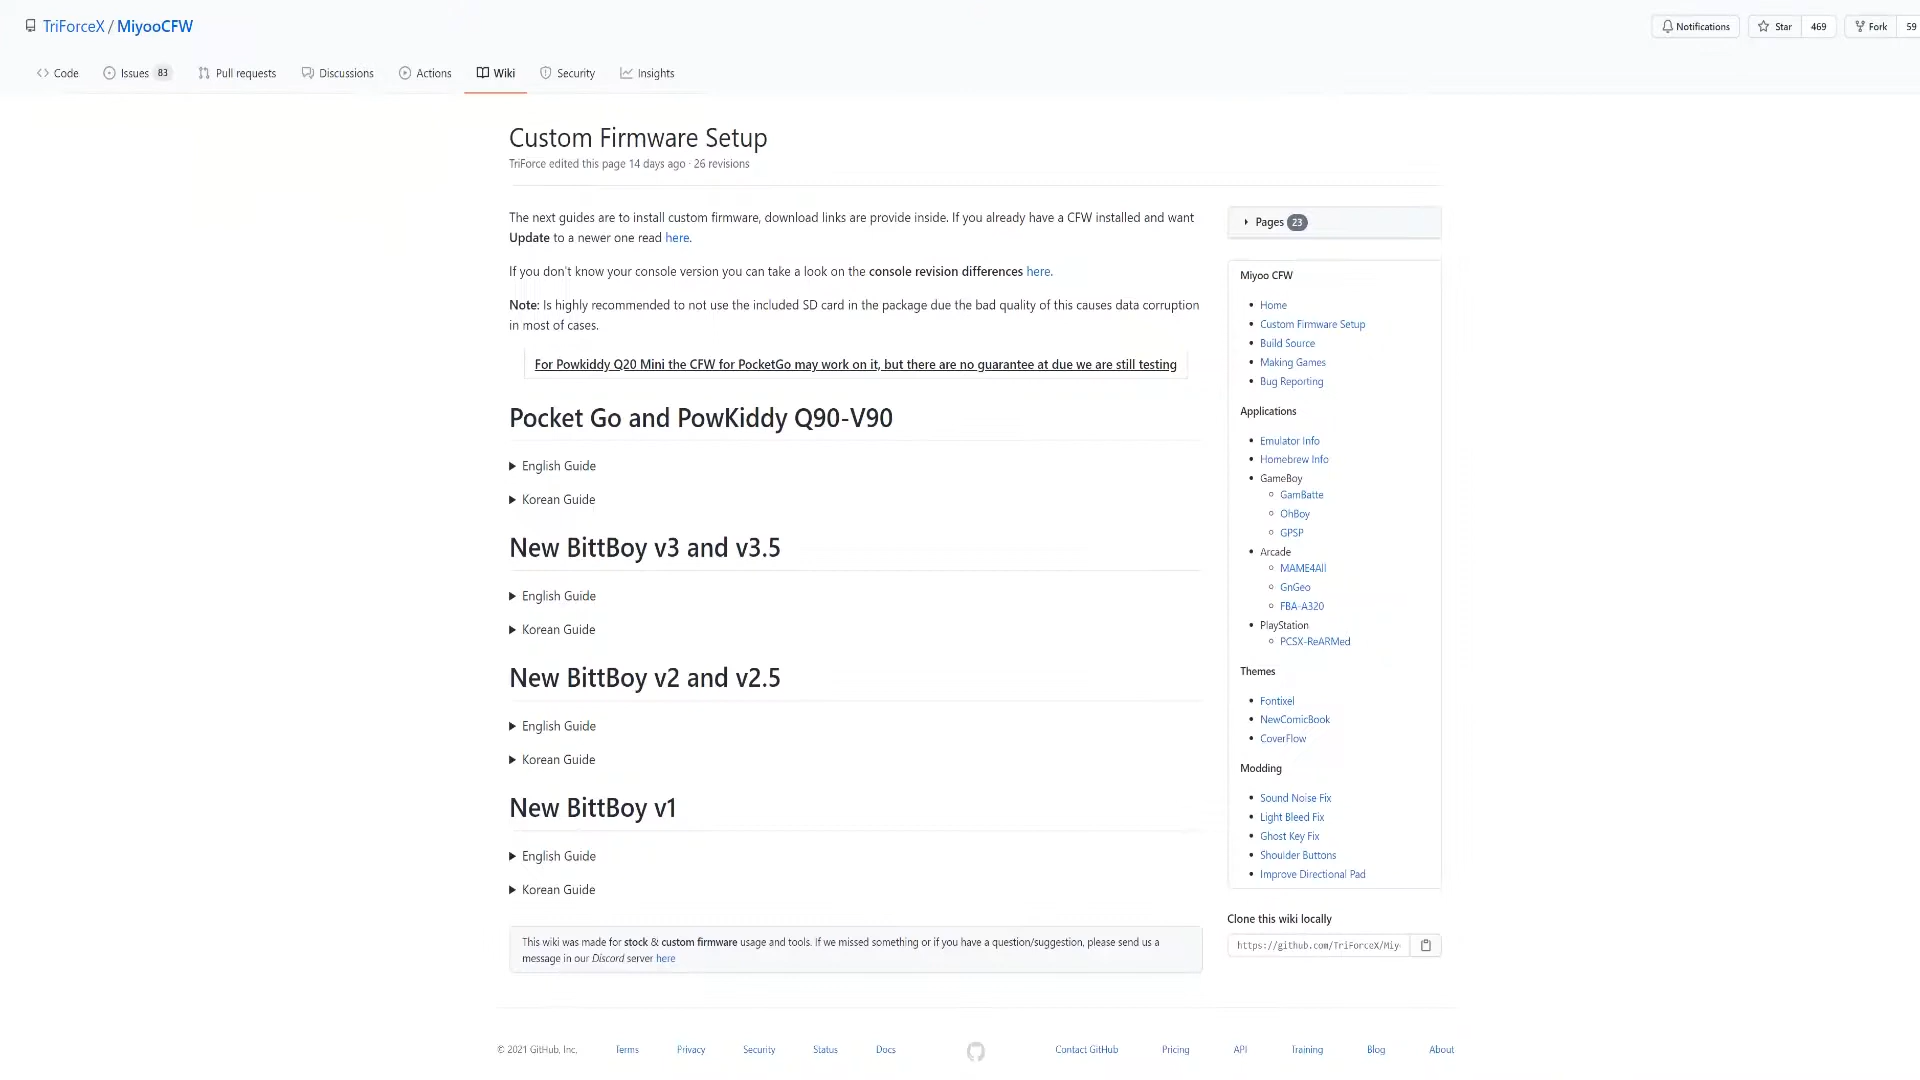 TriForceX / MiyooCFW
Notifications
Star 469
Fork 59
Code
Issues 83
Pull requests
Discussions
Actions
Wiki
Security
Insights
Custom Firmware Setup
TriForce edited this page 14 days ago · 26 revisions
The next guides are to install custom firmware, download links are provide inside. If you already have a CFW installed and want
Update to a newer one read here.
If you don't know your console version you can take a look on the console revision differences here.
Note: Is highly recommended to not use the included SD card in the package due the bad quality of this causes data corruption
in most of cases.
For Powkiddy Q20 Mini the CFW for PocketGo may work on it, but there are no guarantee at due we are still testing
Pocket Go and PowKiddy Q90-V90
English Guide
Korean Guide
New BittBoy v3 and v3.5
English Guide
Korean Guide
New BittBoy v2 and v2.5
English Guide
Korean Guide
New BittBoy v1
English Guide
Korean Guide
This wiki was made for stock & custom firmware usage and tools. If we missed something or if you have a question/suggestion, please send us a
message in our Discord server here
Pages 23
Miyoo CFW
Home
Custom Firmware Setup
Build Source
Making Games
Bug Reporting
Applications
Emulator Info
Homebrew Info
GameBoy
GamBatte
OhBoy
GPSP
Arcade
MAME4All
GnGeo
FBA-A320
PlayStation
PCSX-ReARMed
Themes
Fontixel
NewComicBook
CoverFlow
Modding
Sound Noise Fix
Light Bleed Fix
Ghost Key Fix
Shoulder Buttons
Improve Directional Pad
Clone this wiki locally
https://github.com/TriForceX/Miy
© 2021 GitHub, Inc.
Terms
Privacy
Security
Status
Docs
Contact GitHub
Pricing
API
Training
Blog
About